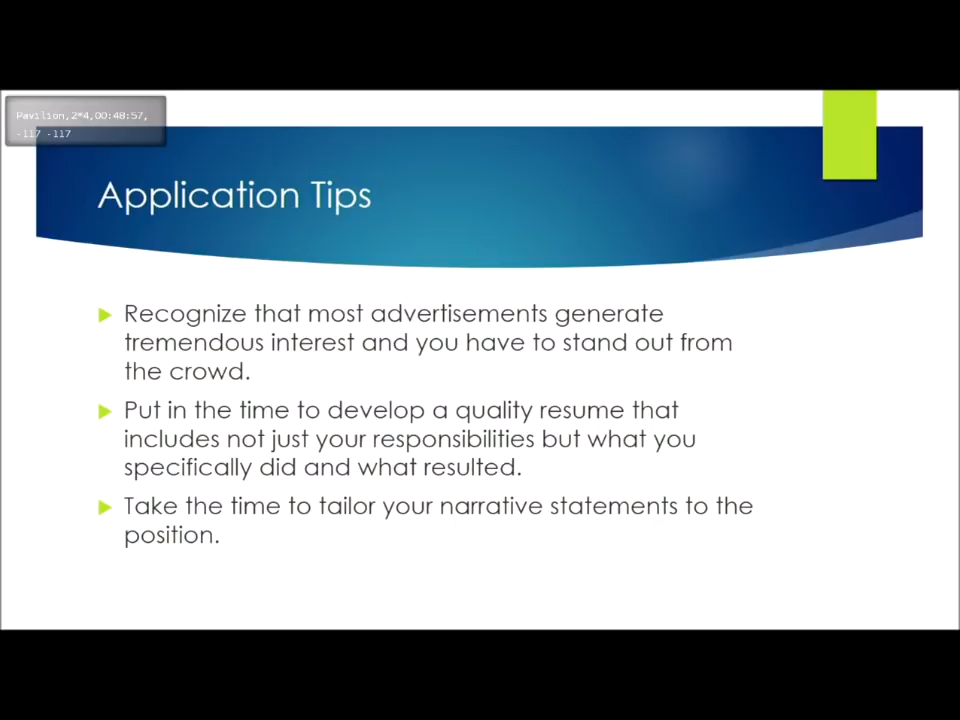 Pavilion,2*4,00:48:57,
-117 -117
Application Tips
Recognize that most advertisements generate
tremendous interest and you have to stand out from
the crowd.
Put in the time to develop a quality resume that
includes not just your responsibilities but what you
specifically did and what resulted.
Take the time to tailor your narrative statements to the
position.